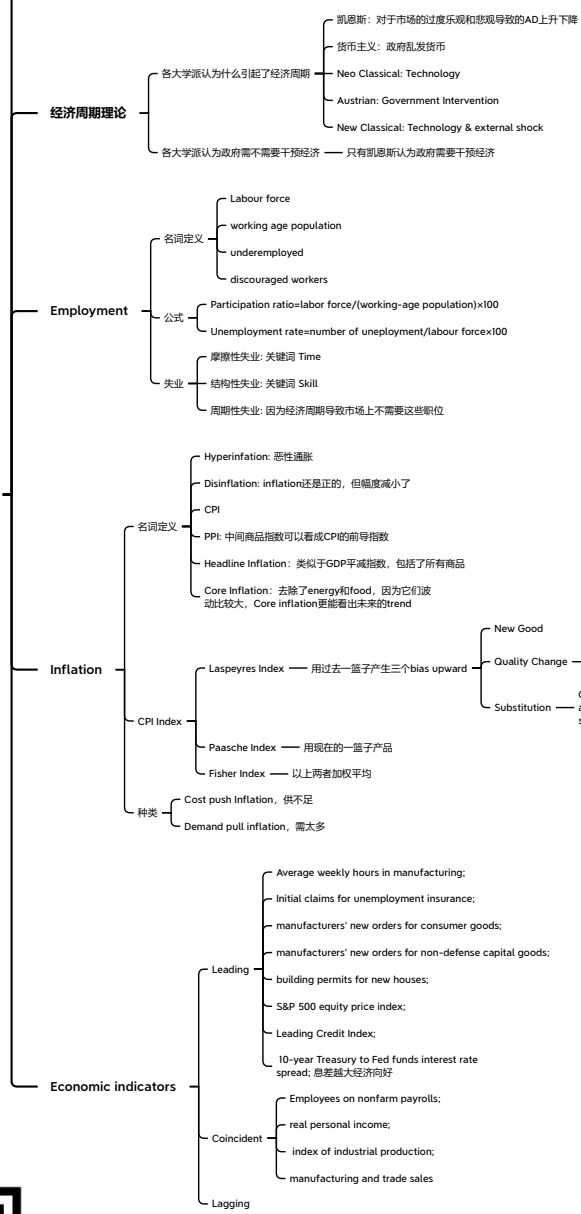 凯恩斯：对于市场的过度乐观和悲观导致的AD上升下降
货币主义：政府乱发货币
各大学派认为什么引起了经济周期
Neo Classical: Technology
Austrian: Government Intervention
经济周期理论
New Classical: Technology & external shock
各大学派认为政府需不需要干预经济
只有凯恩斯认为政府需要干预经济
Labour force
working age population
名词定义
underemployed
discouraged workers
Employment
公式
Participation ratio=labor force/(working-age population)×100
Unemployment rate=number of uneployment/labour force×100
摩擦性失业: 关键词 Time
失业
结构性失业: 关键词 Skill
周期性失业: 因为经济周期导致市场上不需要这些职位
Hyperinfation: 恶性通胀
Disinflation: inflation还是正的，但幅度减小了
CPI
名词定义
PPI: 中间商品指数可以看成CPI的前导指数
Headline Inflation：类似于GDP平减指数，包括了所有商品
Core Inflation：去除了energy和food，因为它们波
动比较大，Core inflation更能看出未来的trend
Inflation
New Good
Laspeyres Index
用过去一篮子产生三个bias upward
Quality Change
Substitution
CPI Index
Paasche Index
用现在的一篮子产品
Fisher Index
以上两者加权平均
种类
Cost push Inflation，供不足
Demand pull inflation，需太多
Average weekly hours in manufacturing;
Initial claims for unemployment insurance;
manufacturers' new orders for consumer goods;
manufacturers' new orders for non-defense capital goods;
Leading
building permits for new houses;
S&P 500 equity price index;
Leading Credit Index;
10-year Treasury to Fed funds interest rate
spread; 息差越大经济向好
Economic indicators
Employees on nonfarm payrolls;
real personal income;
Coincident
index of industrial production;
manufacturing and trade sales
Lagging